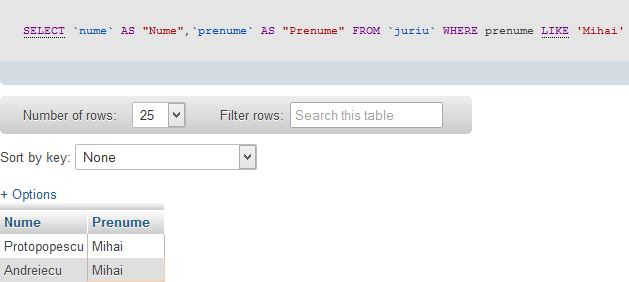 SELECT `nume` AS "Nume",`prenume` AS "Prenume" FROM `juriu` WHERE prenume LIKE 'Mihai'
Number of rows: 25 Filter rows: Search this table
Sort by key: None
+ Options
Nume Prenume
Protopopescu Mihai
Andreiecu Mihai